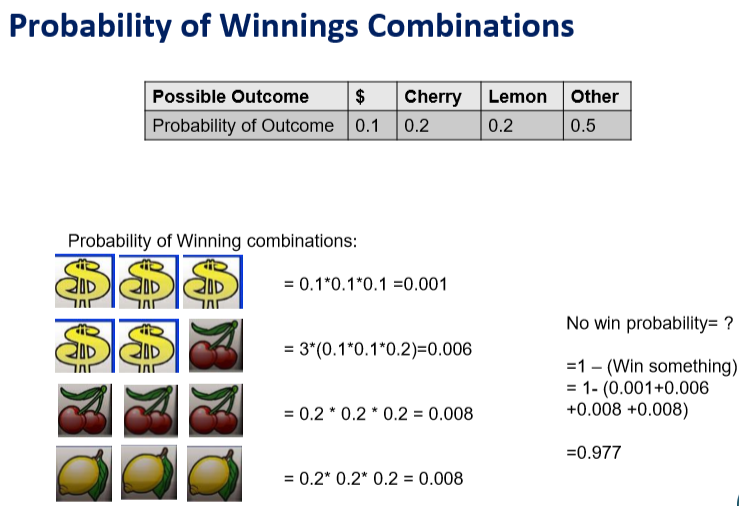 Probability of Winnings Combinations
Possible Outcome $ Cherry Lemon Other
Probability of Outcome 0.1 0.2 0.2 0.5
Probability of Winning combinations:
= 0.1*0.1*0.1 =0.001
= 3*(0.1*0.1*0.2)=0.006
= 0.2 * 0.2 * 0.2 = 0.008
= 0.2* 0.2* 0.2 = 0.008
No win probability= ?
=1 – (Win something)
= 1- (0.001+0.006
+0.008 +0.008)
=0.977